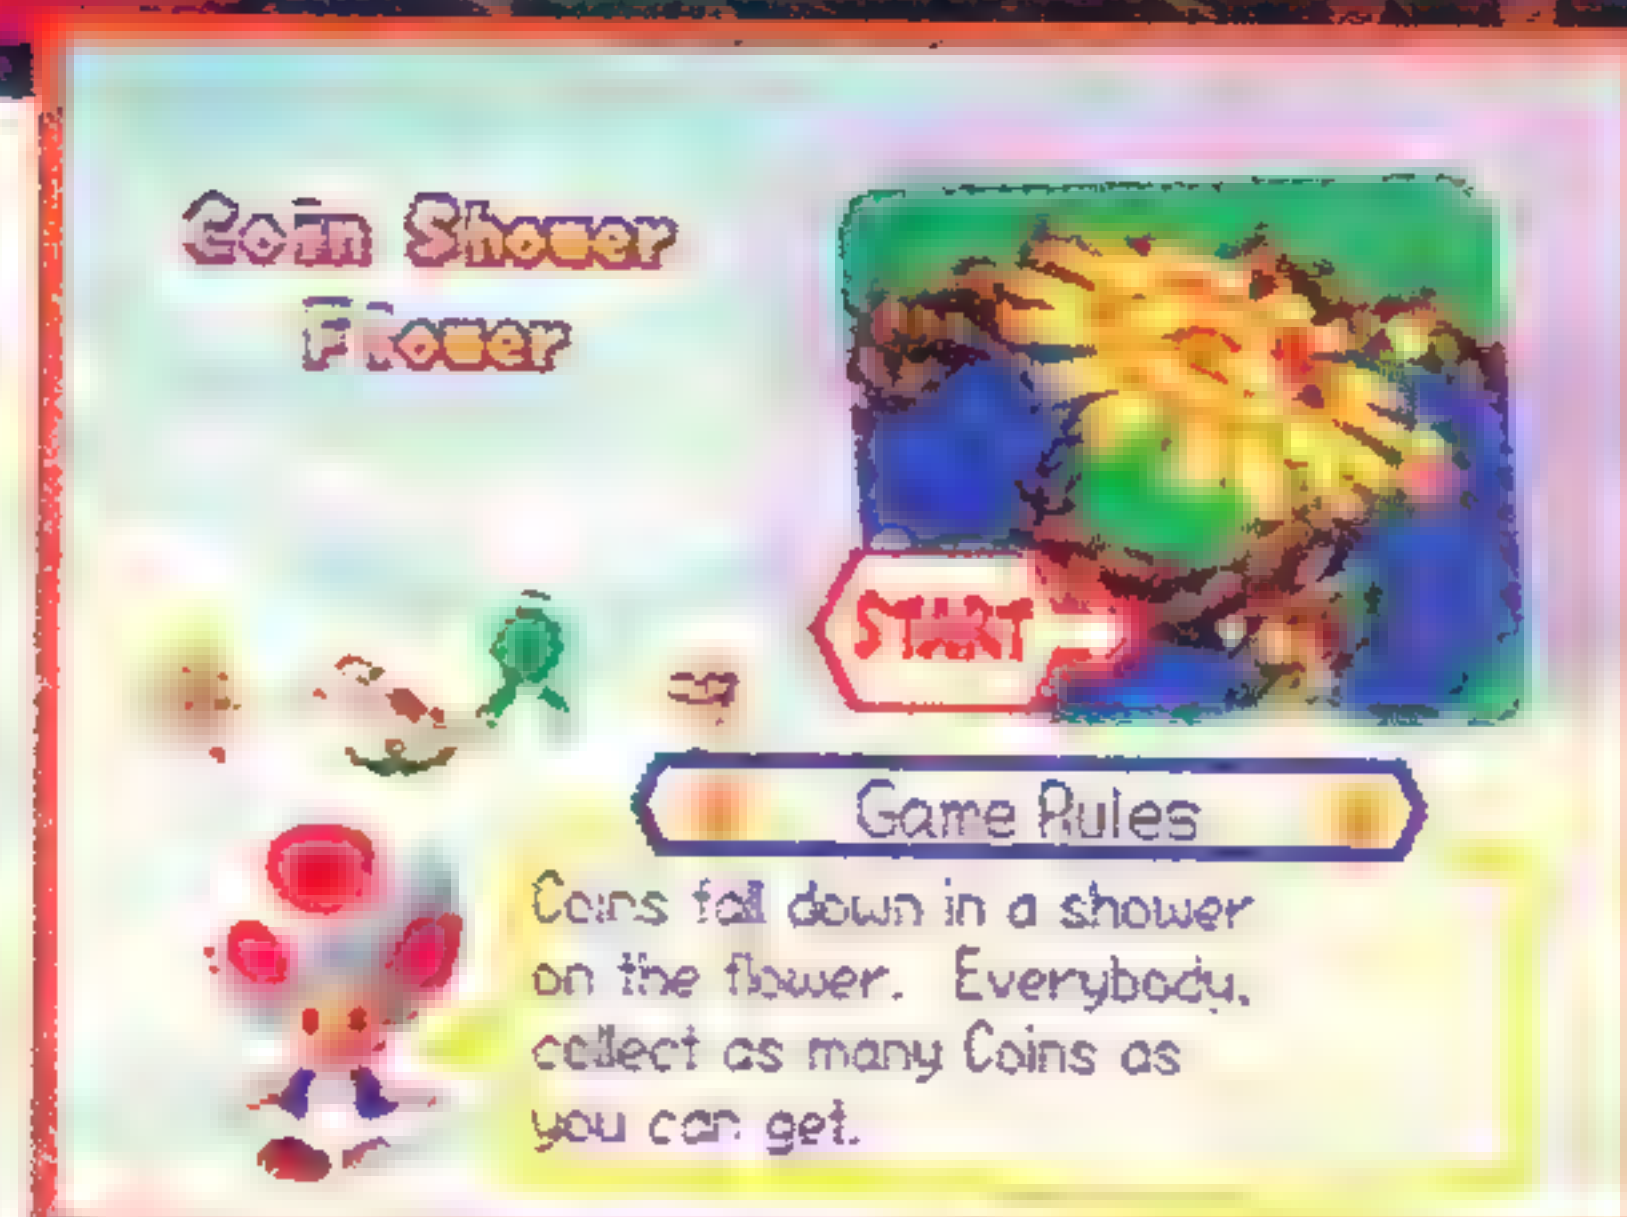 Coin Shower
Flower
START
Game Rules
Coins fall down in a shower
on the flower. Everybody,
collect as many Coins as
you can get.